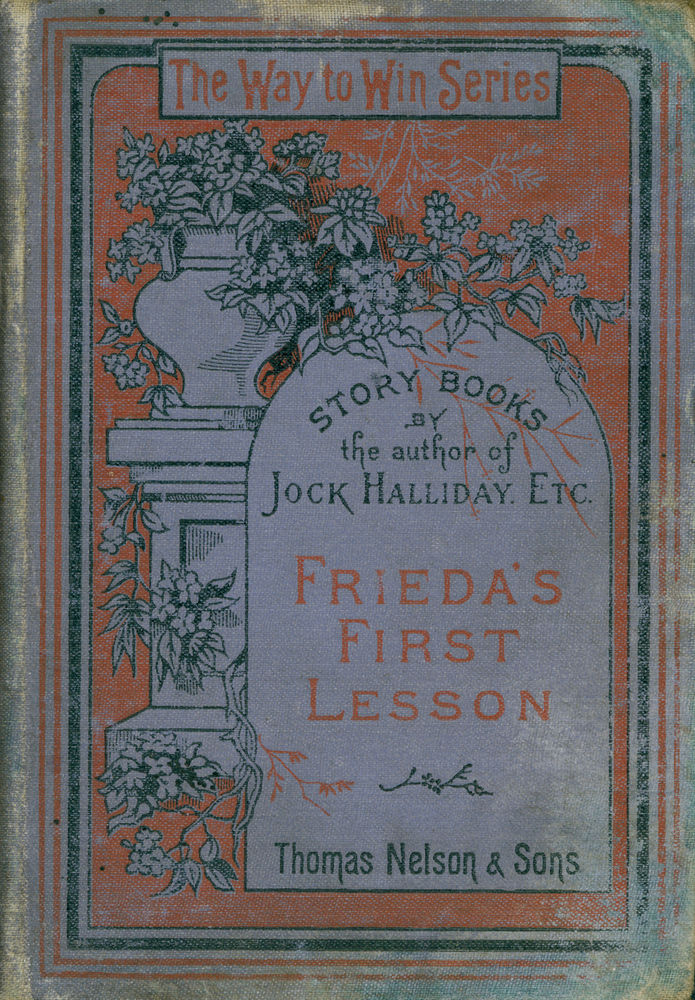 The Way to Win Series
STORY BOOKS
BY
the author of
JOCK HALLIDAY. ETC.
FRIEDA'S
FIRST
LESSON
Thomas Nelson & Sons